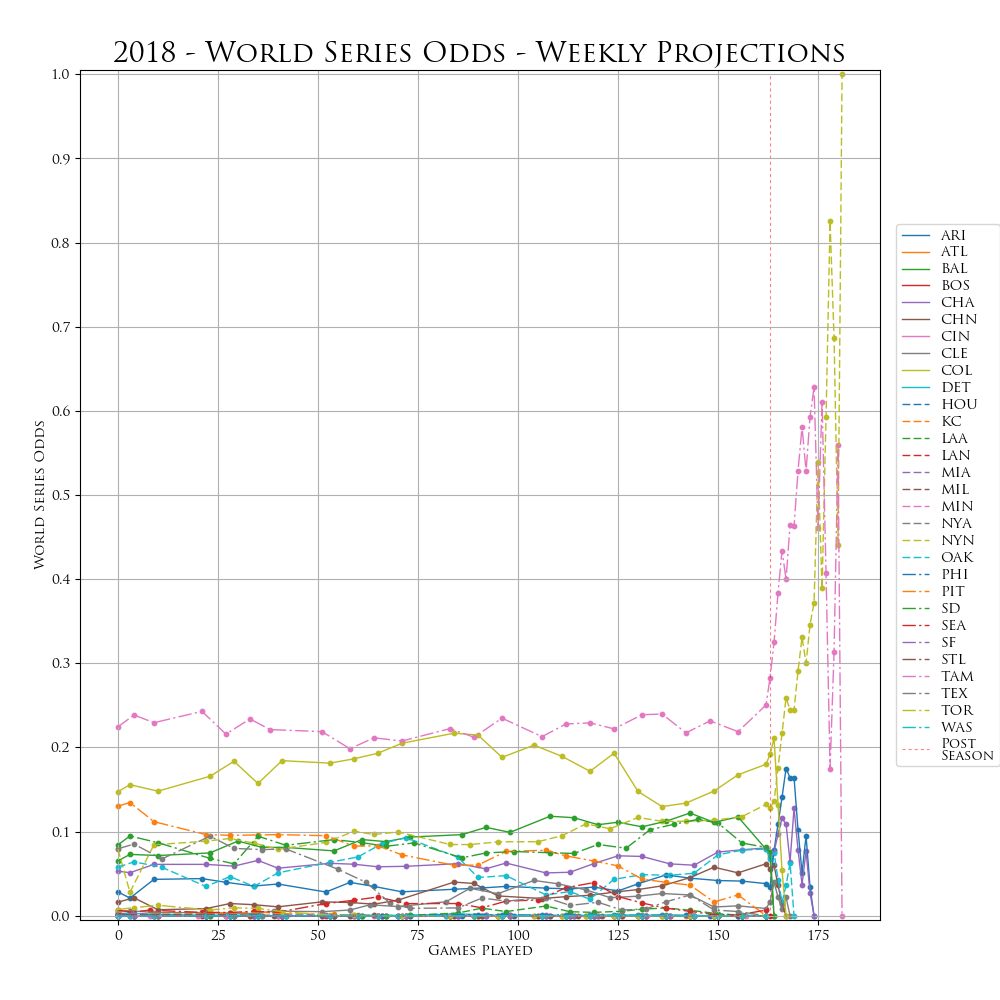 2018 - World Series Odds - Weekly Projections
1.0
0.9
0.8
0.7
0.6
0.5
0.4
0.3
0.2
0.1
0.0
World Series Odds
0 25 50 75 100 125 150 175
Games Played
ARI
ATL
BAL
BOS
CHA
CHN
CIN
CLE
COL
DET
HOU
KC
LAA
LAN
MIA
MIL
MIN
NYA
NYN
OAK
PHI
PIT
SD
SEA
SF
STL
TAM
TEX
TOR
WAS
Post
Season